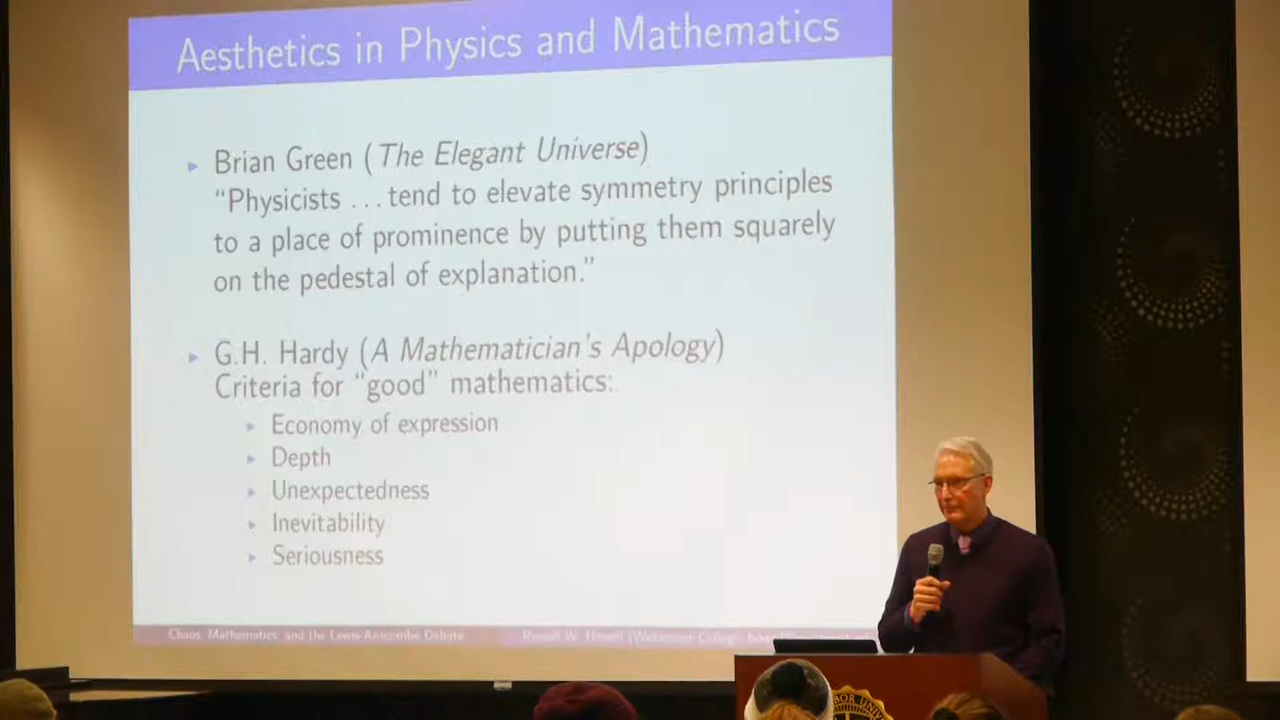 Aesthetics in Physics and Mathematics
Brian Green (The Elegant Universe)
“Physicists ... tend to elevate symmetry principles
to a place of prominence by putting them squarely
on the pedestal of explanation.”
G.H. Hardy (A Mathematician's Apology)
Criteria for “good” mathematics:
Economy of expression
Depth
Unexpectedness
Inevitability
Seriousness
Chaos, Mathematics, and the Lewis-Anscombe Debate
Russell W. Howell (Westmont College,
BOR UNIV